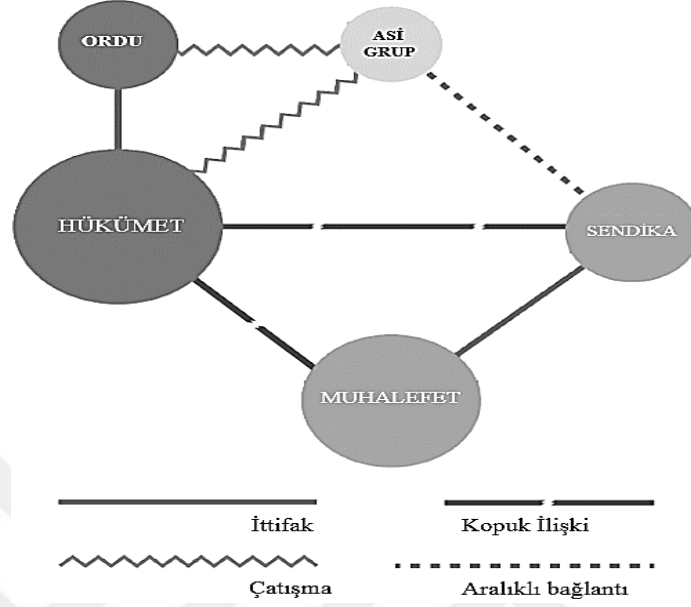 ORDU
ASİ
GRUP
HÜKÜMET
SENDİKA
MUHALEFET
İttifak
Kopuk İlişki
Çatışma
Aralıklı bağlantı